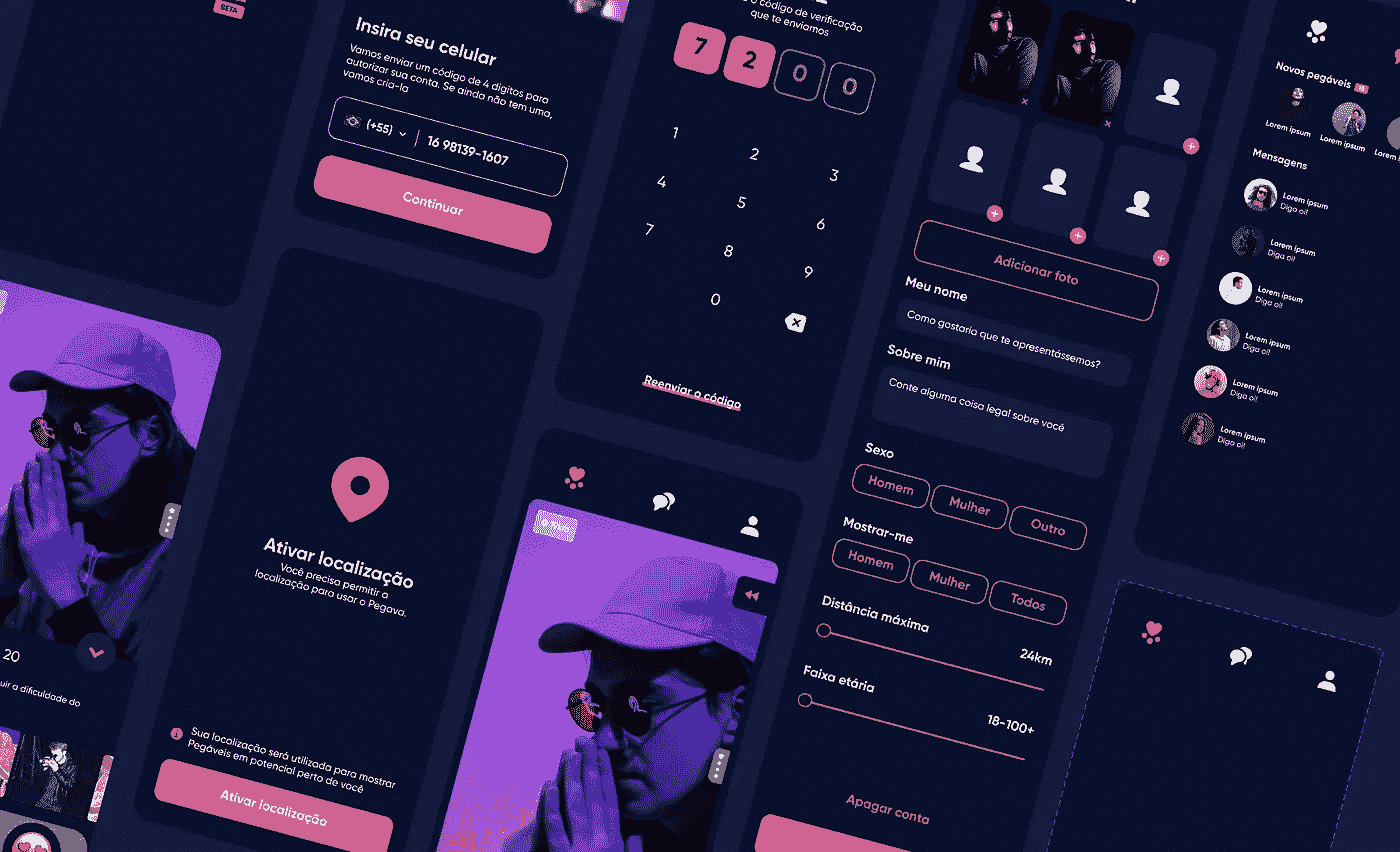 BETA
Insira seu celular
Vamos enviar um código de 4 dígitos para
autorizar sua conta. Se ainda não tem uma,
vamos cria-la
(+55)
16 98139-1607
Continuar
código de verificação
que te enviamos
7 2 0 0
1 2 3
4 5 6
7 8 9
0
Reenviar o código
Adicionar foto
Meu nome
Como gostaria que te apresentássemos?
Sobre mim
Conte alguma coisa legal sobre você
Sexo
Homem Mulher Outro
Mostrar-me
Homem Mulher Todos
Distância máxima
24km
Faixa etária
18-100+
Apagar conta
Novos pegáveis
Lorem ipsum
Lorem ipsum
Lorem
Mensagens
Lorem ipsum
Diga oi!
Lorem ipsum
Diga oi!
Lorem ipsum
Diga oi!
Lorem ipsum
Diga oi!
Lorem ipsum
Diga oi!
Lorem ipsum
Diga oi!
20
uir a dificuldade do
Ativar localização
Você precisa permitir a
localização para usar o Pegava.
Sua localização será utilizada para mostrar
Pegáveis em potencial perto de você
Ativar localização